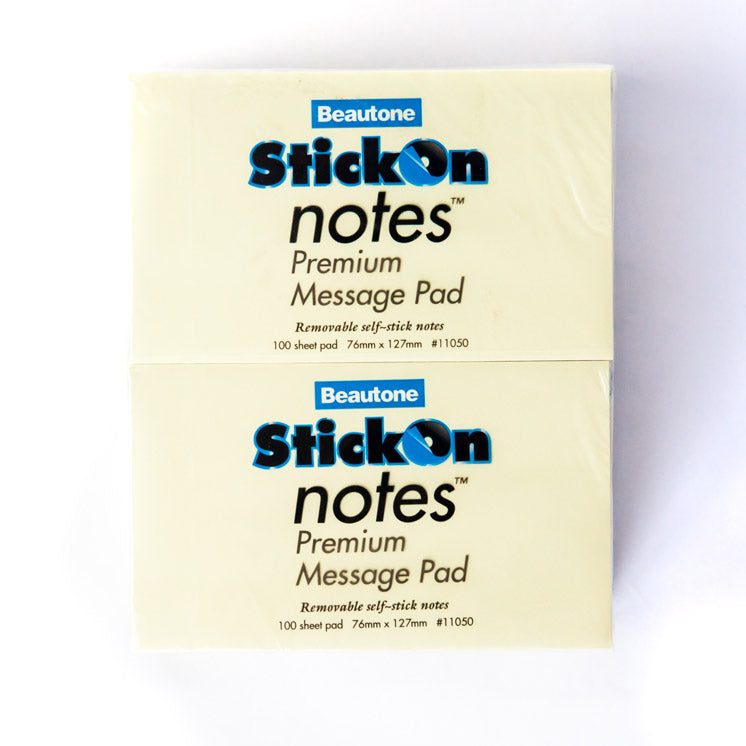 Beautone
StickOn
notes™
Premium
Message Pad
Removable self-stick notes
100 sheet pad 76mm x 127mm #11050
Beautone
StickOn
notes™
Premium
Message Pad
Removable self-stick notes
100 sheet pad 76mm x 127mm #11050